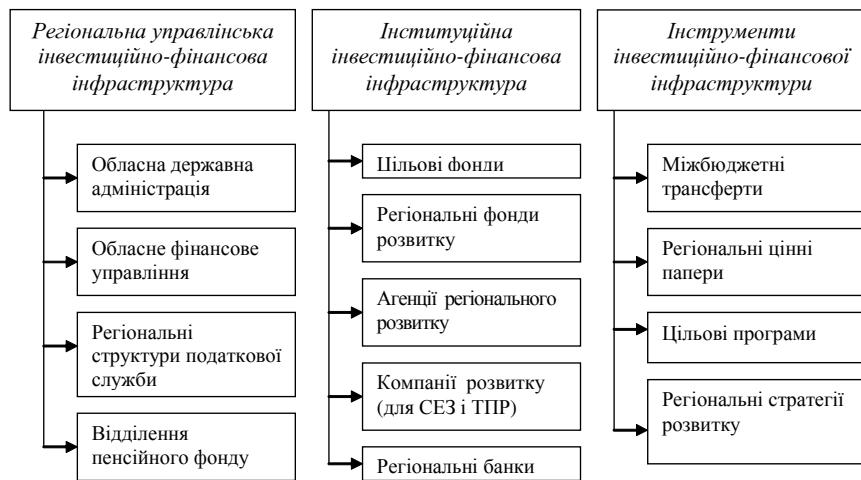 Регіональна управлінська
інвестиційно-фінансова
інфраструктура
Обласна державна
адміністрація
Обласне фінансове
управління
Регіональні
структури податкової
служби
Відділення
пенсійного фонду
Інституційна
інвестиційно-фінансова
інфраструктура
Цільові фонди
Регіональні фонди
розвитку
Агенції регіонального
розвитку
Компанії розвитку
(для СЕЗ і ТПР)
Регіональні банки
Інструменти
інвестиційно-фінансової
інфраструктури
Міжбюджетні
трансферти
Регіональні цінні
папери
Цільові програми
Регіональні стратегії
розвитку